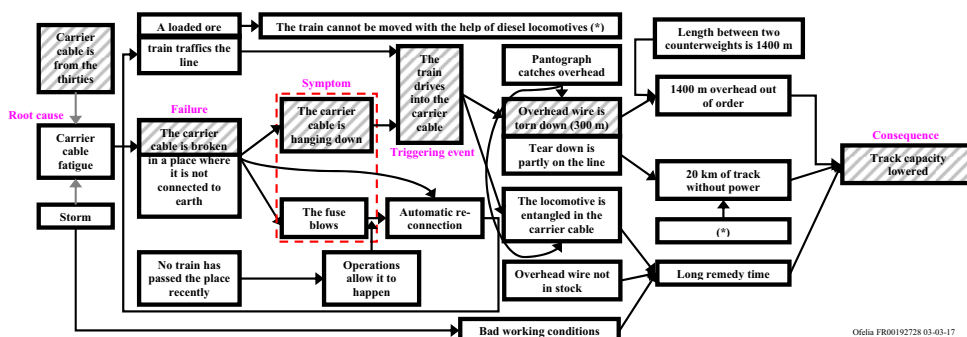 Carrier
cable is
from the
thirties
Root cause
Carrier
cable
fatigue
Storm
A loaded ore
train traffics the
line
Failure
The carrier
cable is broken
in a place where
it is not
connected to
earth
No train has
passed the place
recently
The train cannot be moved with the help of diesel locomotives (*)
Symptom
The carrier
cable is
hanging down
The fuse
blows
Operations
allow it to
happen
The
train
drives
into the
carrier
cable
Triggering event
Automatic re-
connection
Pantograph
catches overhead
Overhead wire is
torn down (300 m)
Tear down is
partly on the line
The locomotive is
entangled in the
carrier cable
Overhead wire not
in stock
Bad working conditions
Length between two
counterweights is 1400 m
1400 m overhead out
of order
20 km of track
without power
(*)
Long remedy time
Consequence
Track capacity
lowered
Ofelia FR00192728 03-03-17